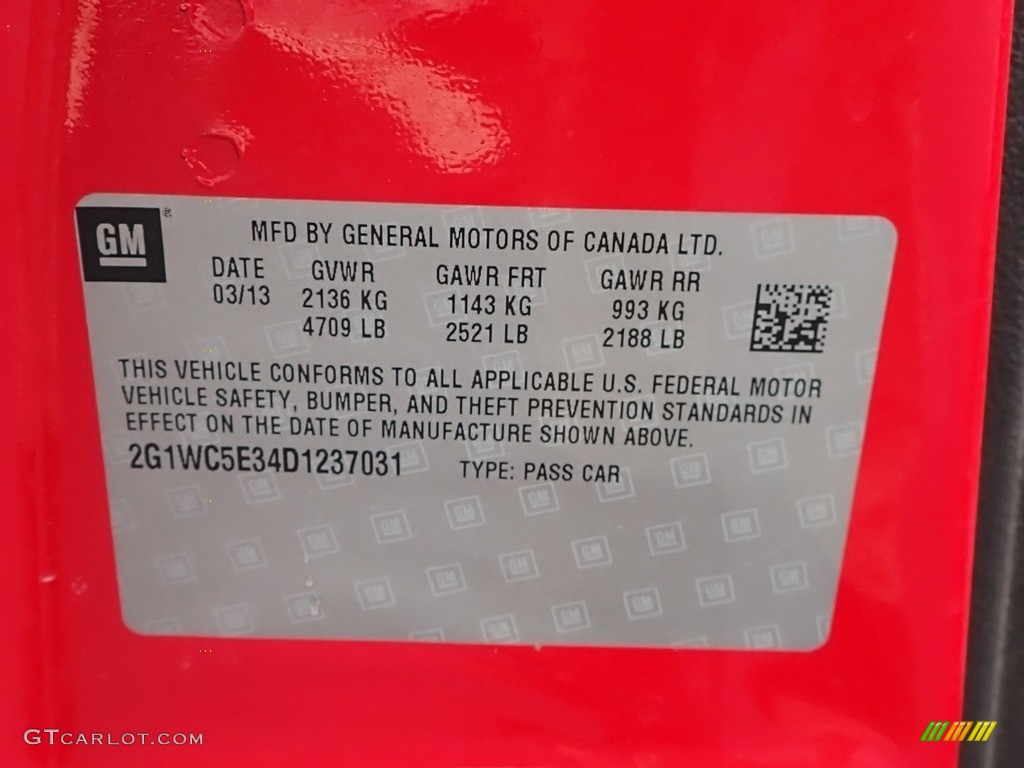 GM ®
MFD BY GENERAL MOTORS OF CANADA LTD.
DATE GVWR GAWR FRT GAWR RR
03/13 2136 KG 1143 KG 993 KG
4709 LB 2521 LB 2188 LB
THIS VEHICLE CONFORMS TO ALL APPLICABLE U.S. FEDERAL MOTOR
VEHICLE SAFETY, BUMPER, AND THEFT PREVENTION STANDARDS IN
EFFECT ON THE DATE OF MANUFACTURE SHOWN ABOVE.
2G1WC5E34D1237031 TYPE: PASS CAR
GTCARLOT.COM